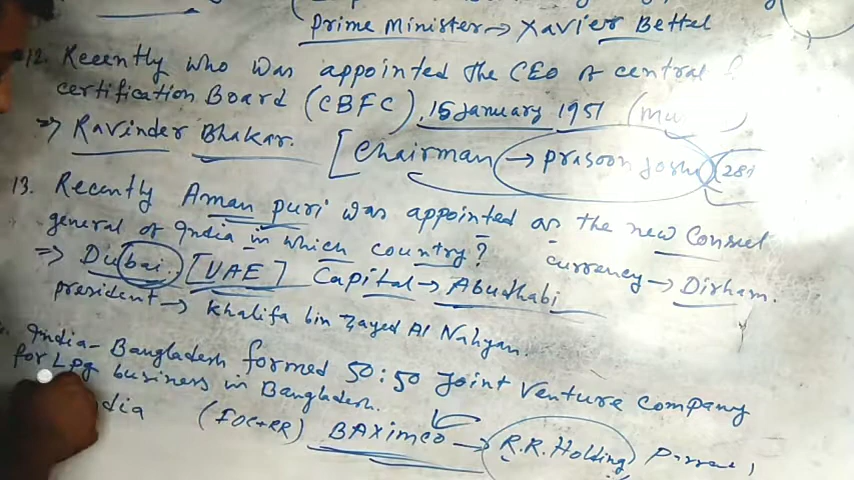 Prime Minister → Xavier Bettel
12. Recently who was appointed the CEO of central
certification Board (CBFC), 15 January 1951 (Mu
⇒ Ravinder Bhakar. [Chairman → prasoon Joshi (28th
13. Recently Aman puri was appointed as the new Consul
general of India in which country?
⇒ Dubai, [UAE] Capital → Abudhabi currency → Dirham.
president → Khalifa bin Zayed Al Nahyan.
India-Bangladesh formed 50:50 Joint Venture Company
for Lpg business in Bangladesh.
dia (IOC+RR) BAXimco → R.R.Holding,